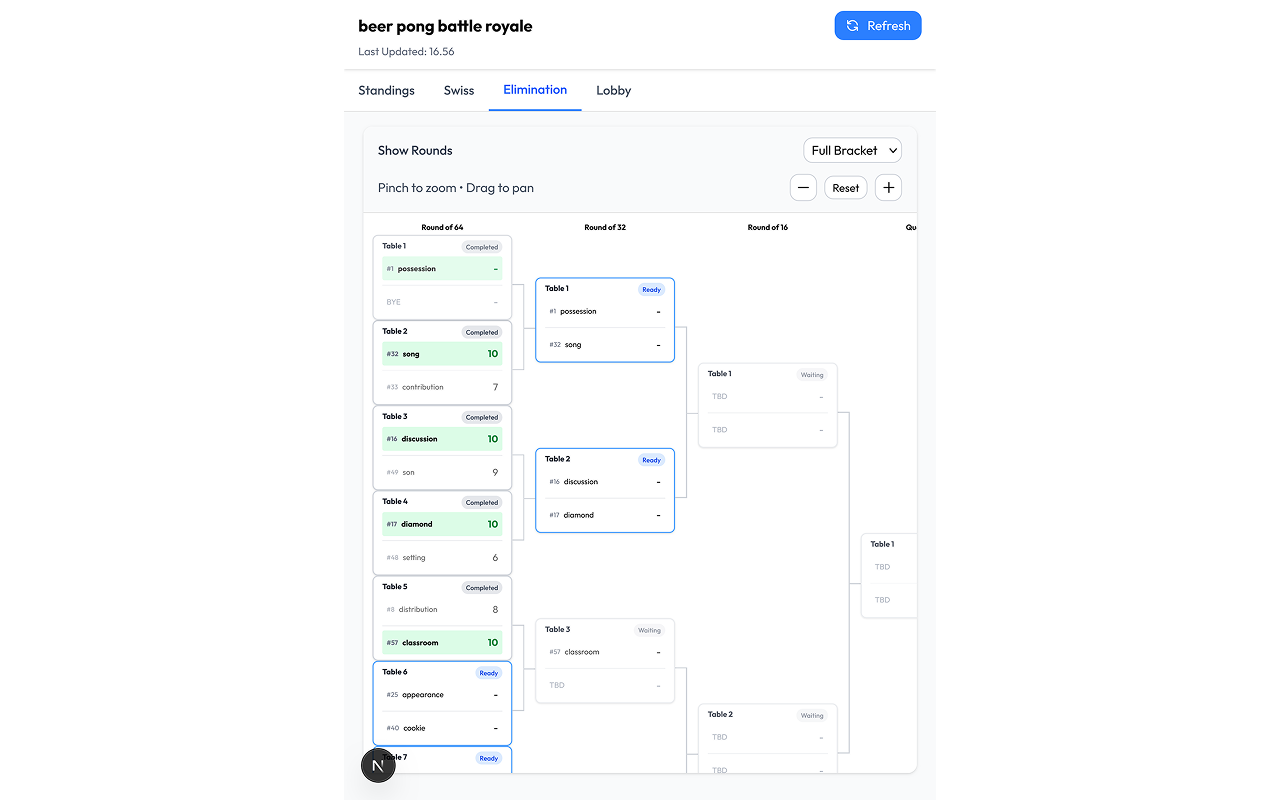 beer pong battle royale
Refresh
Last Updated: 16.56
Standings Swiss Elimination Lobby
Show Rounds
Full Bracket
Pinch to zoom • Drag to pan
Reset
Round of 64
Table 1 Completed
#1 possession -
BYE -
Table 2 Completed
#32 song 10
#33 contribution 7
Table 3 Completed
#16 discussion 10
#49 son 9
Table 4 Completed
#17 diamond 10
#48 setting 6
Table 5 Completed
#8 distribution 8
#57 classroom 10
Table 6 Ready
#25 appearance -
#40 cookie -
Table 7 Ready
Round of 32
Table 1 Ready
#1 possession -
#32 song -
Table 2 Ready
#16 discussion -
#17 diamond -
Table 3 Waiting
#57 classroom -
TBD -
Round of 16
Table 1 Waiting
TBD -
TBD -
Table 2 Waiting
TBD -
TBD -
Qu
Table 1
TBD
TBD
N